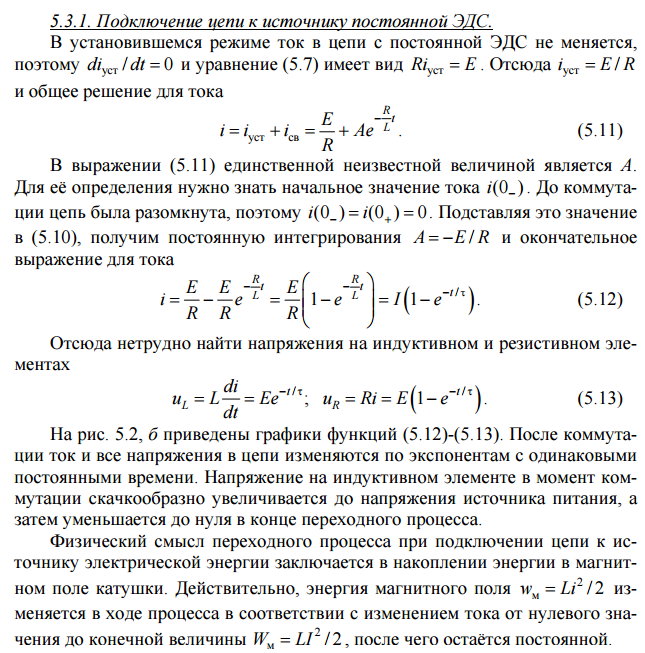 5.3.1. Подключение цепи к источнику постоянной ЭДС.
В установившемся режиме ток в цепи с постоянной ЭДС не меняется,
поэтому di_уст / dt = 0 и уравнение (5.7) имеет вид Ri_уст = E . Отсюда i_уст = E / R
и общее решение для тока
i = i_уст + i_св = E/R + Ae^(−(R/L)t) . (5.11)
В выражении (5.11) единственной неизвестной величиной является A.
Для её определения нужно знать начальное значение тока i(0₋) . До коммута-
ции цепь была разомкнута, поэтому i(0₋) = i(0₊) = 0. Подставляя это значение
в (5.10), получим постоянную интегрирования A = −E / R и окончательное
выражение для тока
i = E/R − (E/R)e^(−(R/L)t) = (E/R)(1 − e^(−(R/L)t)) = I(1 − e^(−t/τ)). (5.12)
Отсюда нетрудно найти напряжения на индуктивном и резистивном эле-
ментах
u_L = L di/dt = Ee^(−t/τ); u_R = Ri = E(1 − e^(−t/τ)). (5.13)
На рис. 5.2, б приведены графики функций (5.12)-(5.13). После коммута-
ции ток и все напряжения в цепи изменяются по экспонентам с одинаковыми
постоянными времени. Напряжение на индуктивном элементе в момент ком-
мутации скачкообразно увеличивается до напряжения источника питания, а
затем уменьшается до нуля в конце переходного процесса.
Физический смысл переходного процесса при подключении цепи к ис-
точнику электрической энергии заключается в накоплении энергии в магнит-
ном поле катушки. Действительно, энергия магнитного поля w_м = Li² / 2 из-
меняется в ходе процесса в соответствии с изменением тока от нулевого зна-
чения до конечной величины W_м = LI² / 2 , после чего остаётся постоянной.